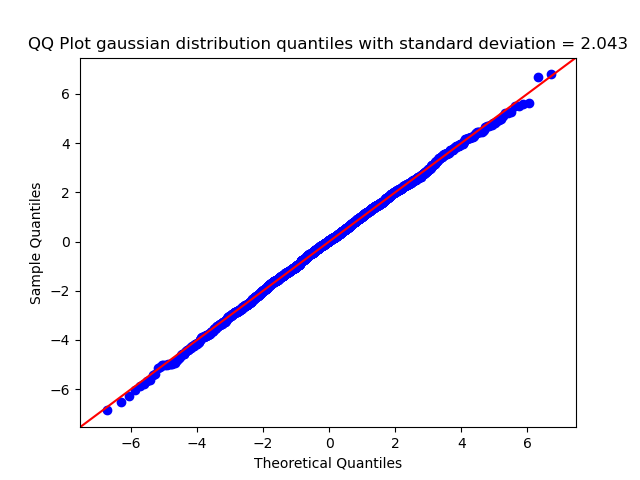 QQ Plot gaussian distribution quantiles with standard deviation = 2.043
Sample Quantiles
6
4
2
0
−2
−4
−6
−6 −4 −2 0 2 4 6
Theoretical Quantiles